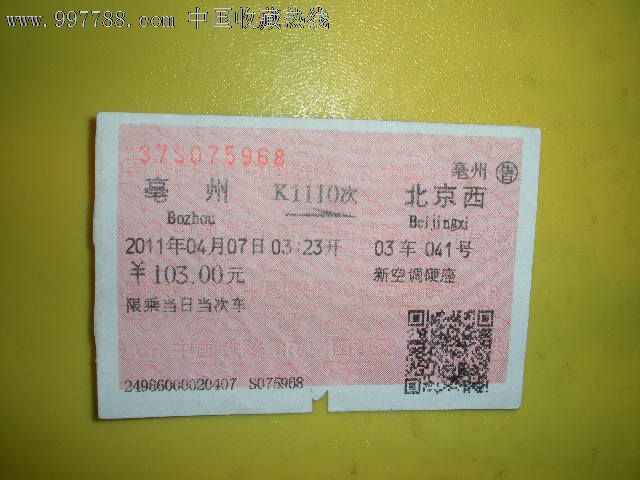 www.997788.com 中国收藏热线
37S075968
亳州 售
亳州 K1110次 北京西
Bozhou Beijingxi
2011年04月07日 03:23开 03车 041号
￥103.00元 新空调硬座
限乘当日当次车
24966000020407 S075968